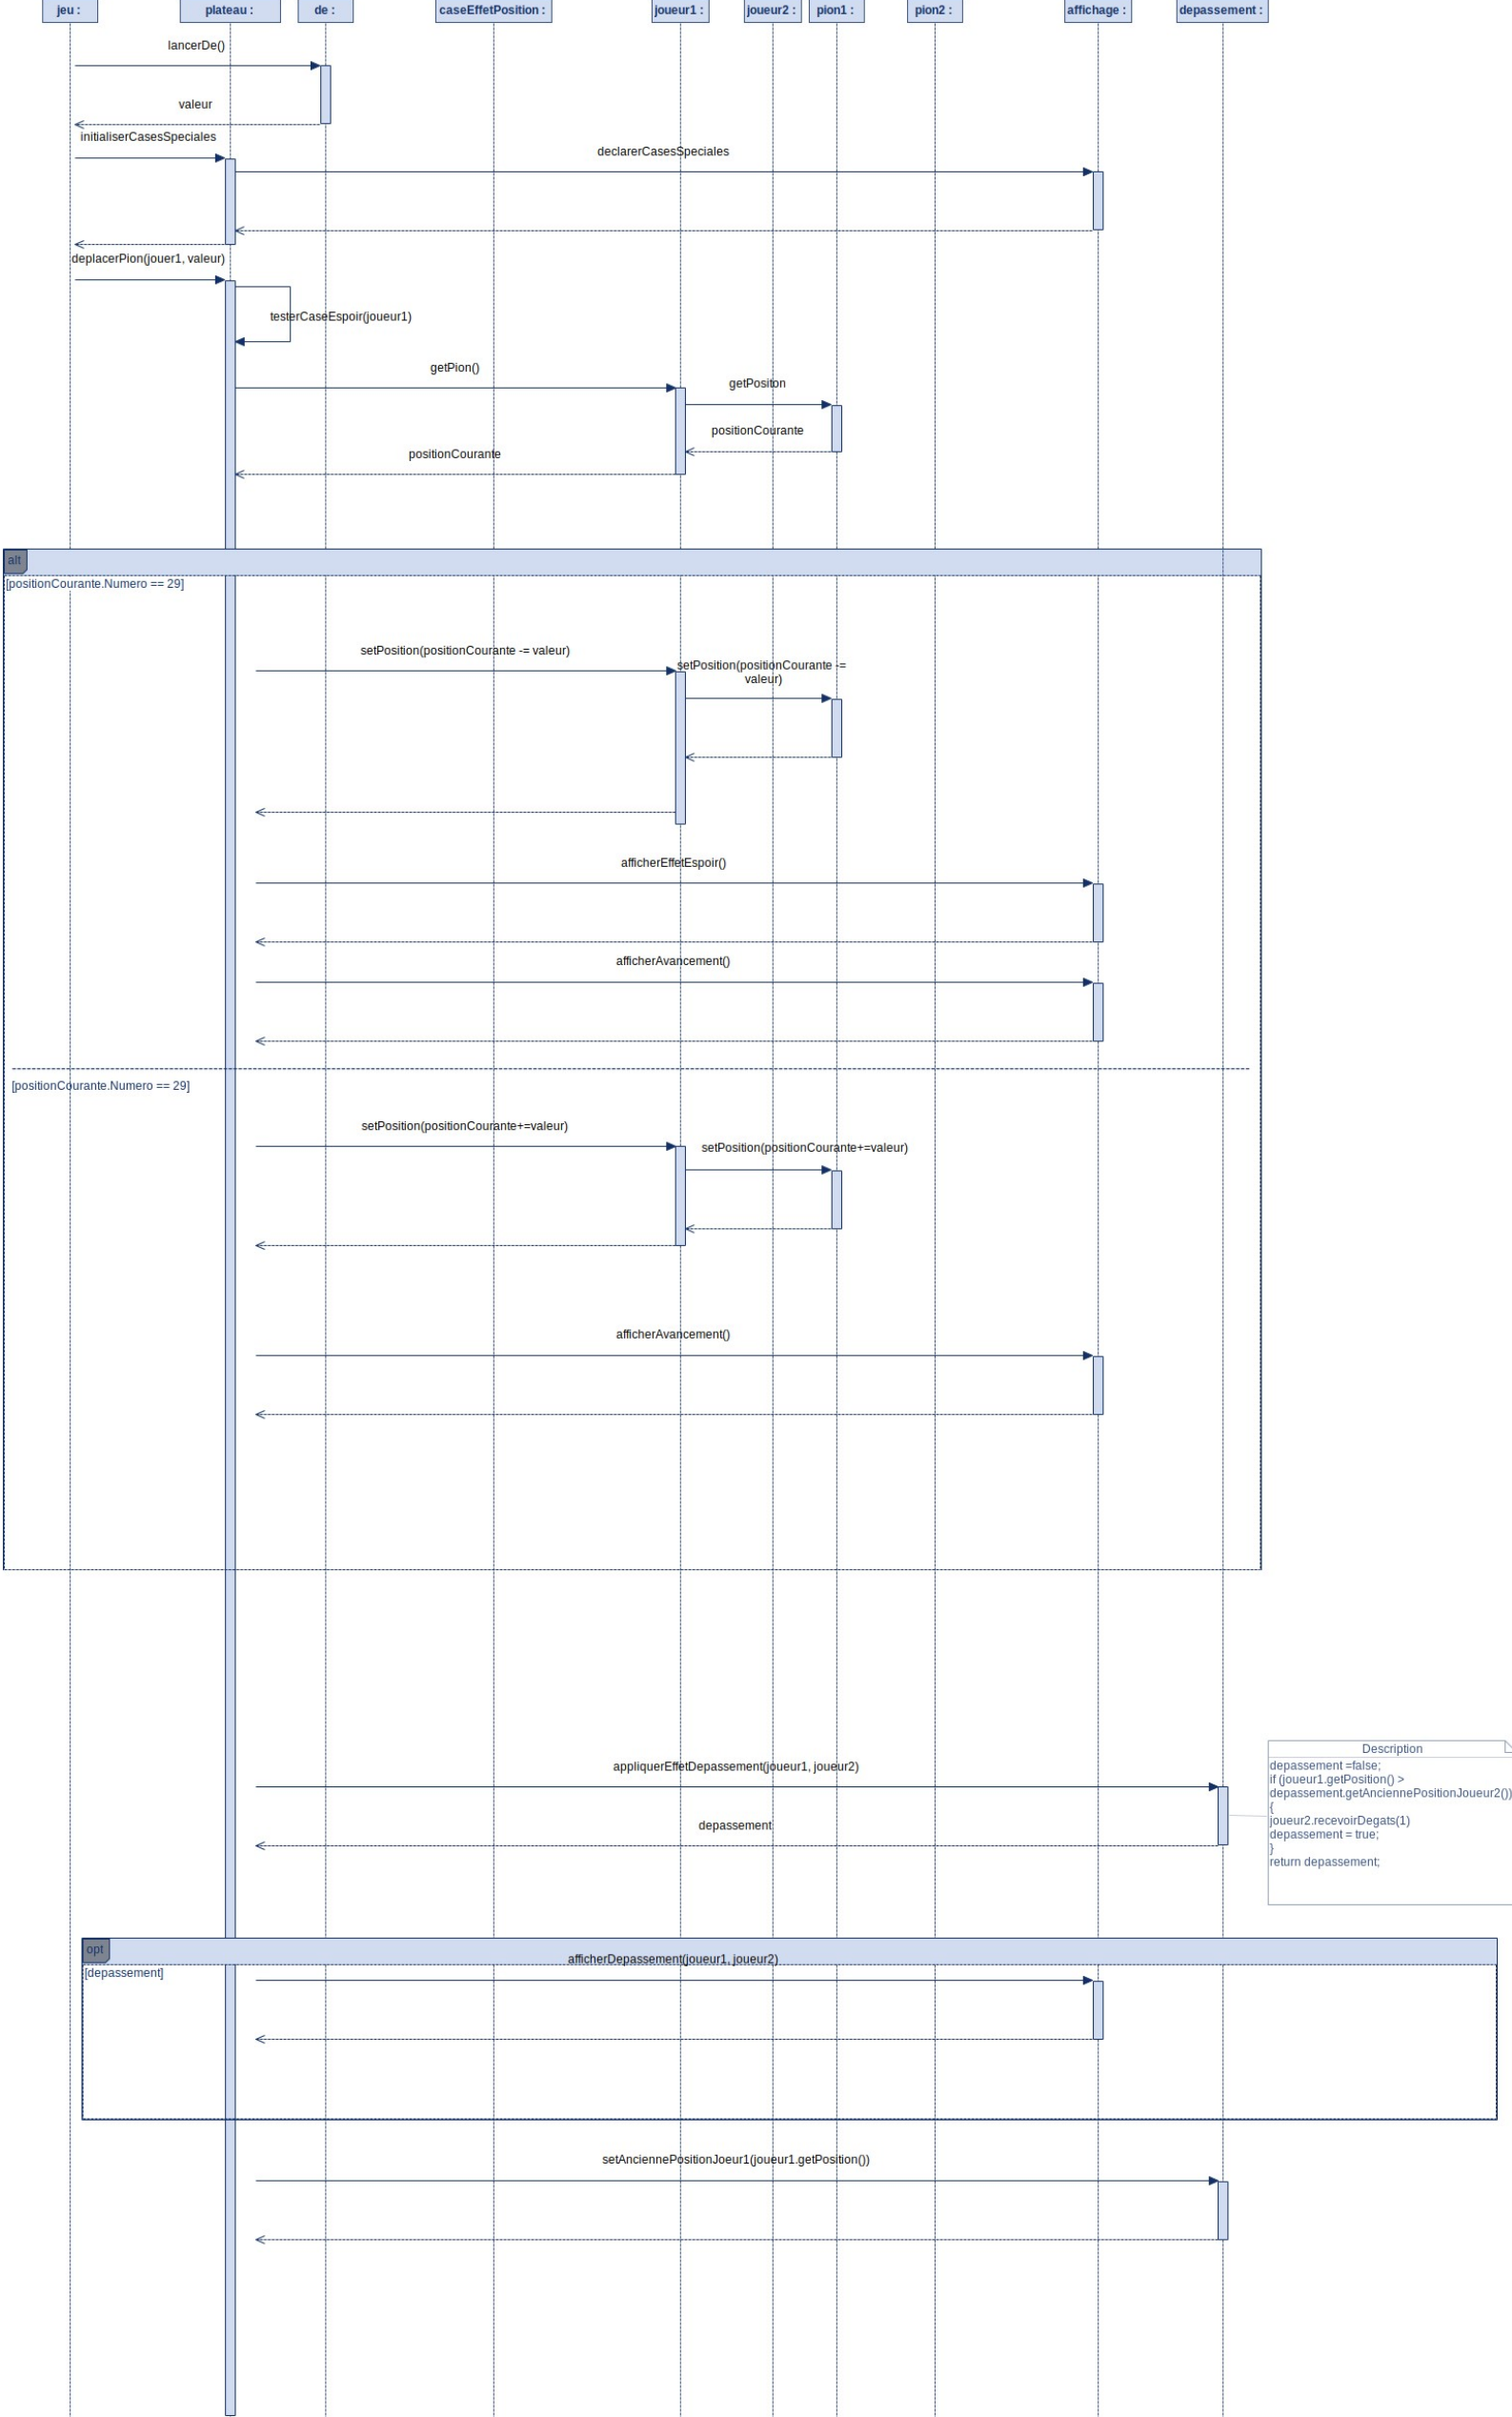 jeu :
plateau :
de :
caseEffetPosition :
joueur1 :
joueur2 :
pion1 :
pion2 :
affichage :
depassement :
lancerDe()
valeur
initialiserCasesSpeciales
declarerCasesSpeciales
deplacerPion(jouer1, valeur)
testerCaseEspoir(joueur1)
getPion()
getPositon
positionCourante
positionCourante
alt
[positionCourante.Numero == 29]
setPosition(positionCourante -= valeur)
setPosition(positionCourante -=
valeur)
afficherEffetEspoir()
afficherAvancement()
[positionCourante.Numero == 29]
setPosition(positionCourante+=valeur)
setPosition(positionCourante+=valeur)
afficherAvancement()
appliquerEffetDepassement(joueur1, joueur2)
depassement
Description
depassement =false;
if (joueur1.getPosition() >
depassement.getAnciennePositionJoueur2())
{
joueur2.recevoirDegats(1)
depassement = true;
}
return depassement;
opt
afficherDepassement(joueur1, joueur2)
[depassement]
setAnciennePositionJoeur1(joueur1.getPosition())